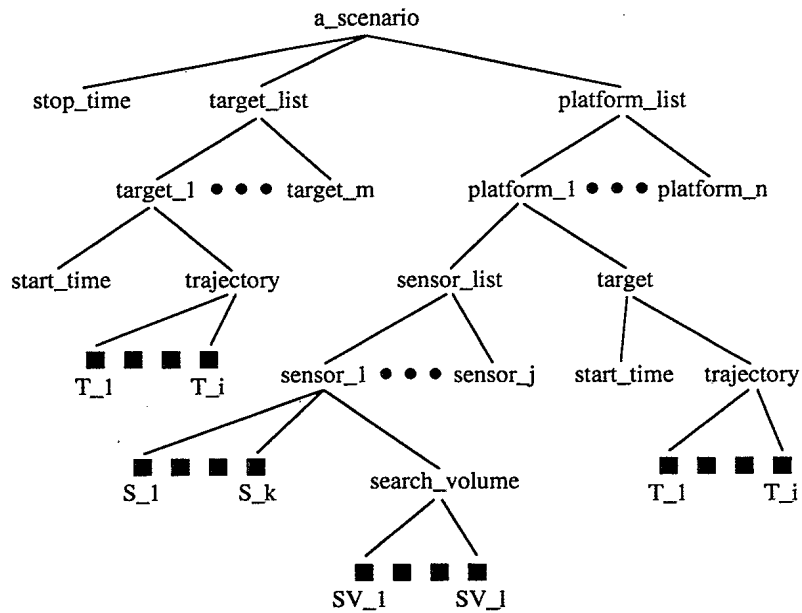 a_scenario
stop_time target_list platform_list
target_1 ● ● ● target_m platform_1 ● ● ● platform_n
start_time trajectory sensor_list target
T_1 T_i sensor_1 ● ● ● sensor_j start_time trajectory
S_1 S_k search_volume T_1 T_i
SV_1 SV_l